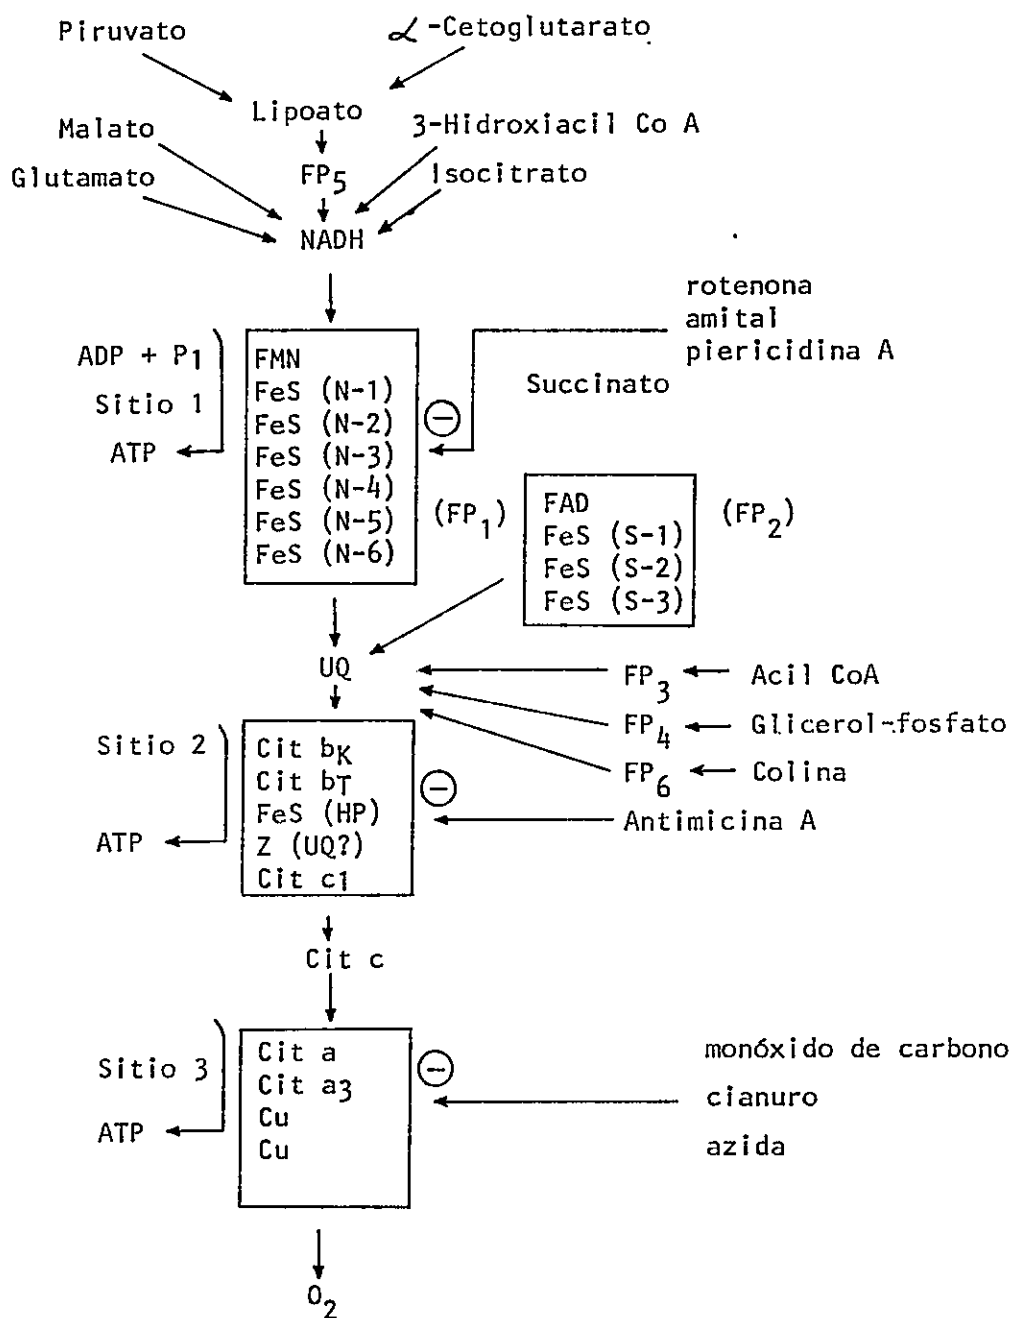 Piruvato
α-Cetoglutarato
Lipoato
Malato
3-Hidroxiacil Co A
FP5
Glutamato
Isocitrato
NADH
rotenona
amital
piericidina A
ADP + P1
Sitio 1
ATP
FMN
FeS (N-1)
FeS (N-2)
FeS (N-3)
FeS (N-4)
FeS (N-5)
FeS (N-6)
(FP1)
Succinato
FAD
FeS (S-1)
FeS (S-2)
FeS (S-3)
(FP2)
UQ
FP3
Acil CoA
FP4
Glicerol-fosfato
FP6
Colina
Antimicina A
Sitio 2
ATP
Cit bK
Cit bT
FeS (HP)
Z (UQ?)
Cit c1
Cit c
Sitio 3
ATP
Cit a
Cit a3
Cu
Cu
monóxido de carbono
cianuro
azida
O2